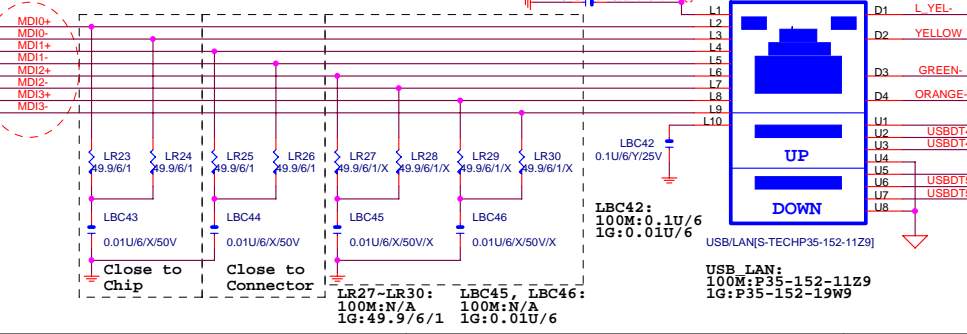 MDI0+
MDI0-
MDI1+
MDI1-
MDI2+
MDI2-
MDI3+
MDI3-
L1
L2
L3
L4
L5
L6
L7
L8
L9
L10
D1
L_YEL-
D2
YELLOW
D3
GREEN-
D4
ORANGE-
U1
U2
U3
U4
U5
U6
U7
U8
USBDT4
USBDT4
USBDT5
USBDT5
UP
DOWN
LR23
49.9/6/1
LR24
49.9/6/1
LR25
49.9/6/1
LR26
49.9/6/1
LR27
49.9/6/1/X
LR28
49.9/6/1/X
LR29
49.9/6/1/X
LR30
49.9/6/1/X
LBC42
0.1U/6/Y/25V
LBC43
0.01U/6/X/50V
LBC44
0.01U/6/X/50V
LBC45
0.01U/6/X/50V/X
LBC46
0.01U/6/X/50V/X
LBC42:
100M:0.1U/6
1G:0.01U/6
USB/LAN[S-TECHP35-152-11Z9]
Close to
Chip
Close to
Connector
LR27~LR30:
100M:N/A
1G:49.9/6/1
LBC45, LBC46:
100M:N/A
1G:0.01U/6
USB_LAN:
100M:P35-152-11Z9
1G:P35-152-19W9